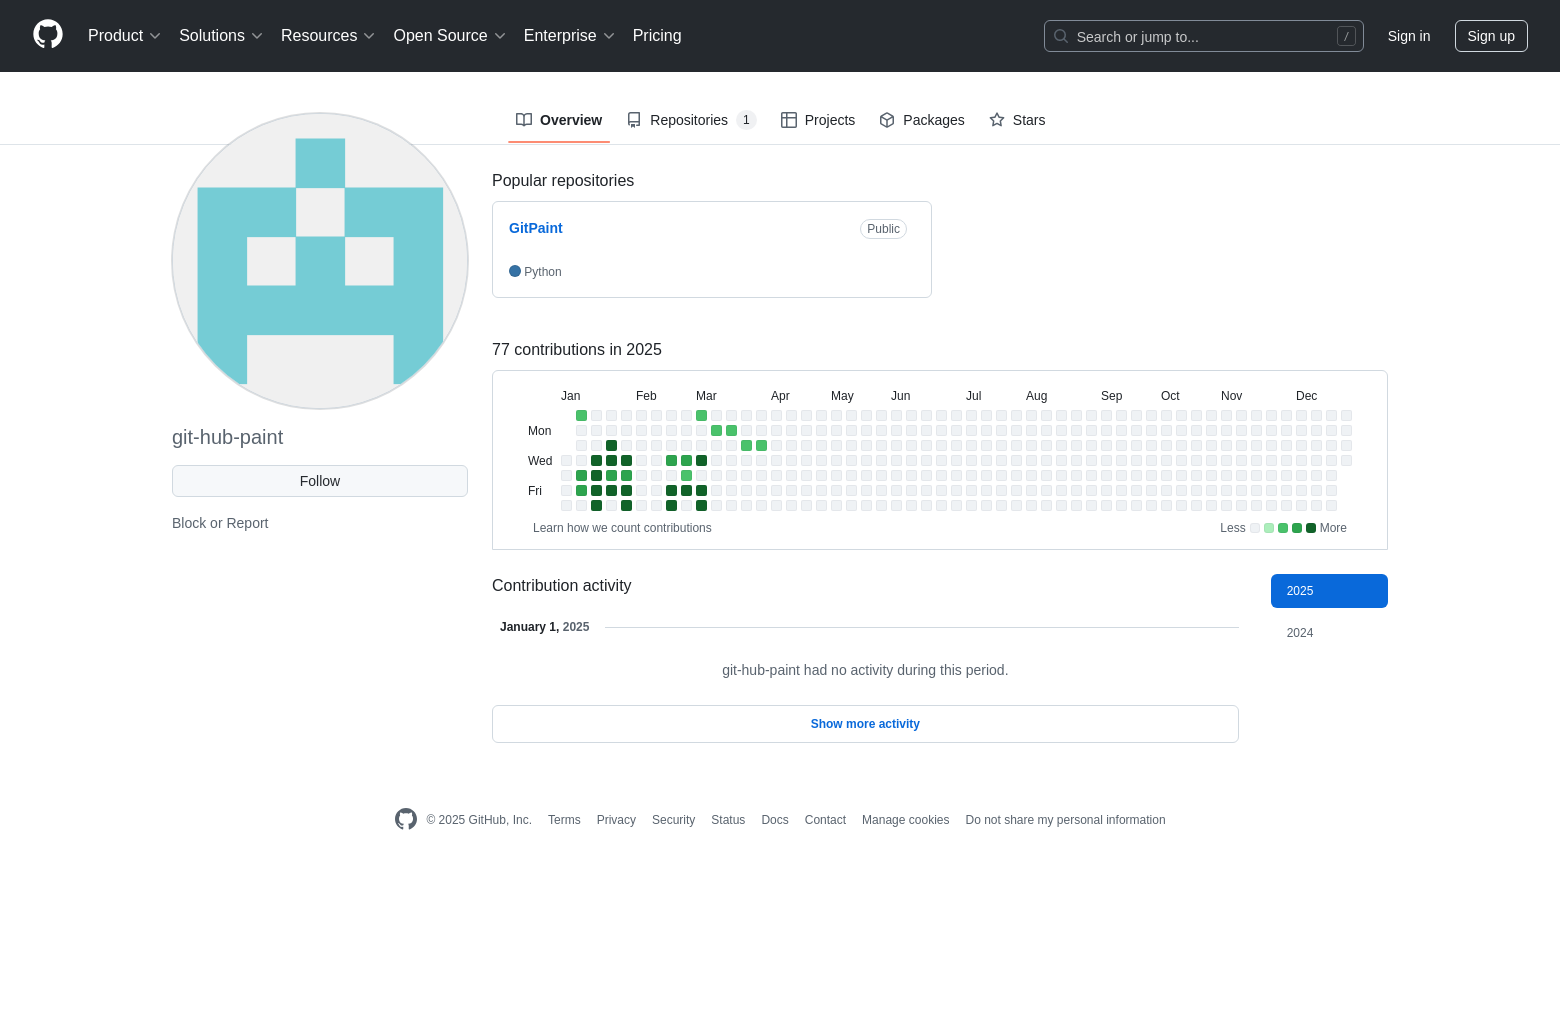 Product Solutions Resources Open Source Enterprise Pricing Search or jump to... / Sign in Sign up
Overview Repositories 1 Projects Packages Stars
Popular repositories
GitPaint Public
Python
77 contributions in 2025
Jan Feb Mar Apr May Jun Jul Aug Sep Oct Nov Dec
Mon
Wed
Fri
Learn how we count contributions Less More
git-hub-paint
Follow
Block or Report
Contribution activity
2025
2024
January 1, 2025
git-hub-paint had no activity during this period.
Show more activity
© 2025 GitHub, Inc. Terms Privacy Security Status Docs Contact Manage cookies Do not share my personal information